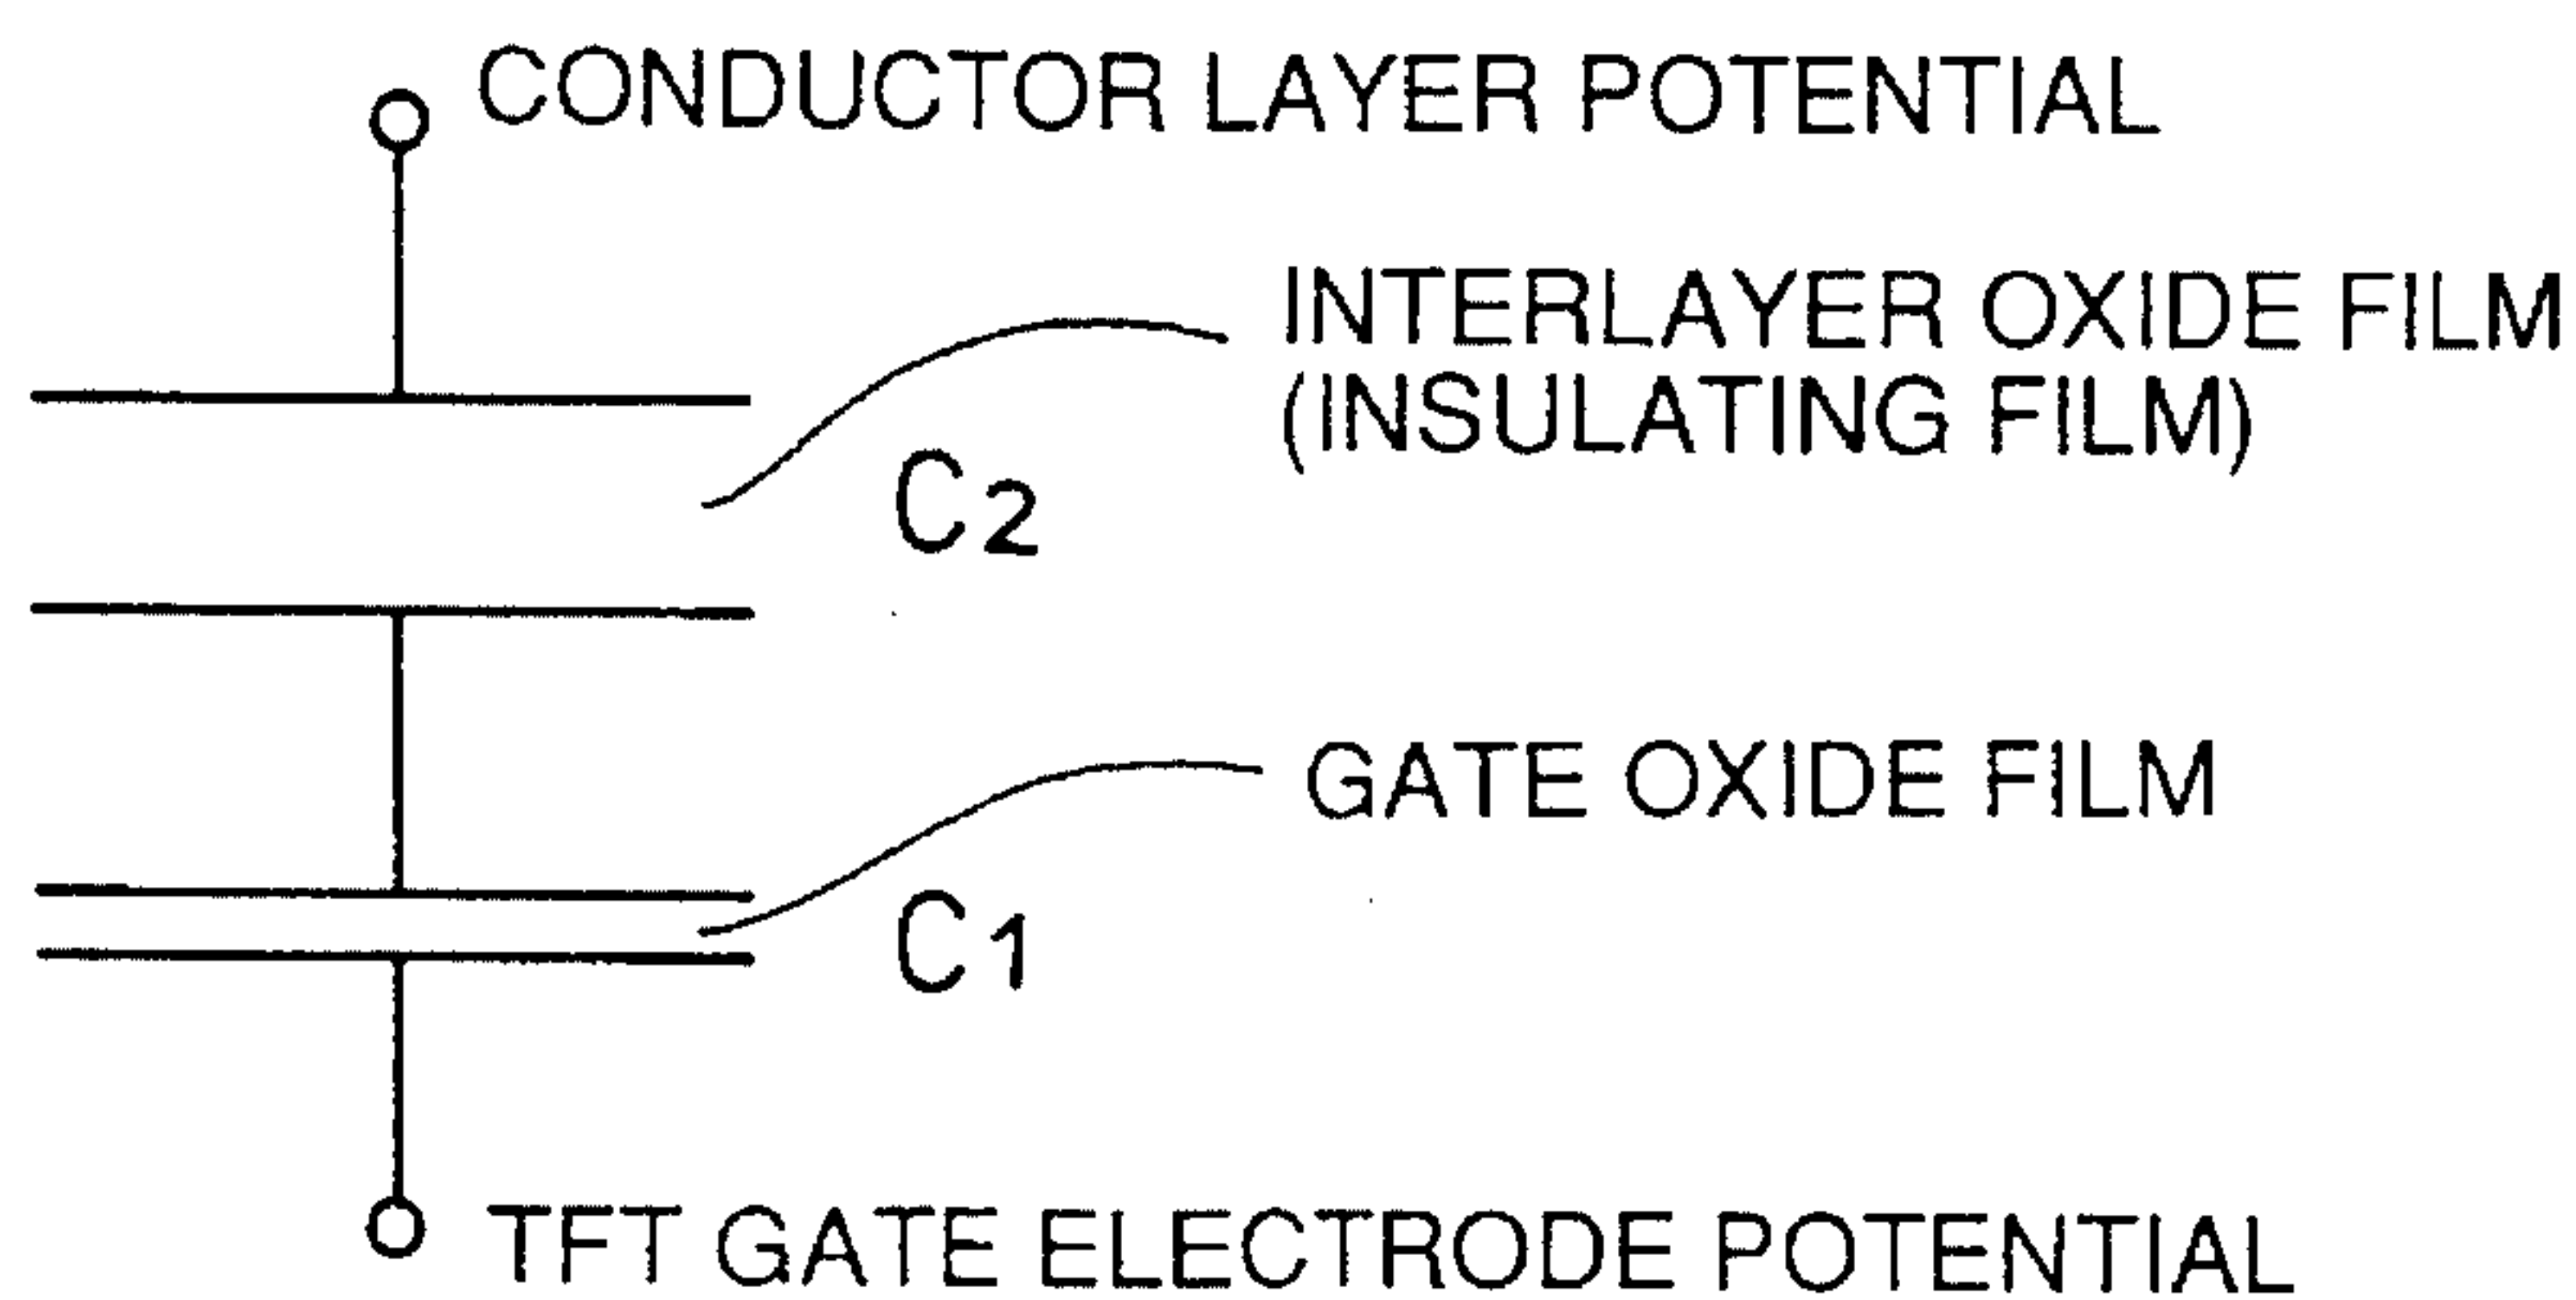 CONDUCTOR LAYER POTENTIAL
INTERLAYER OXIDE FILM
(INSULATING FILM)
C2
GATE OXIDE FILM
C1
TFT GATE ELECTRODE POTENTIAL